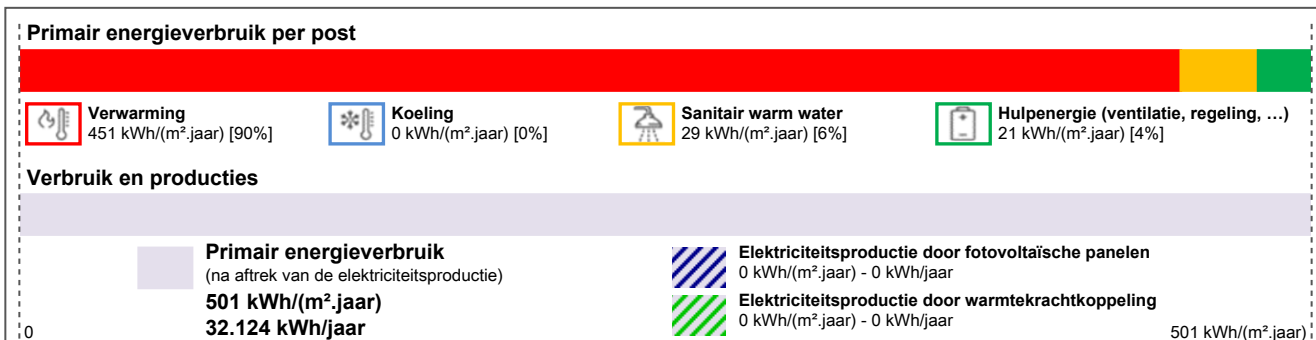 Primair energieverbruik per post
Verwarming
451 kWh/(m².jaar) [90%]
Koeling
0 kWh/(m².jaar) [0%]
Sanitair warm water
29 kWh/(m².jaar) [6%]
Hulpenergie (ventilatie, regeling, …)
21 kWh/(m².jaar) [4%]
Verbruik en producties
Primair energieverbruik
(na aftrek van de elektriciteitsproductie)
501 kWh/(m².jaar)
32.124 kWh/jaar
Elektriciteitsproductie door fotovoltaïsche panelen
0 kWh/(m².jaar) - 0 kWh/jaar
Elektriciteitsproductie door warmtekrachtkoppeling
0 kWh/(m².jaar) - 0 kWh/jaar
0
501 kWh/(m².jaar)